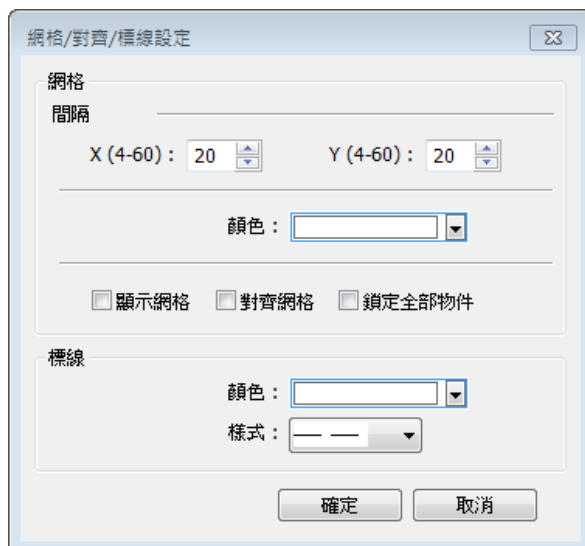 網格/對齊/標線設定
網格
間隔
X (4-60)： 20 Y (4-60)： 20
顏色：
顯示網格 對齊網格 鎖定全部物件
標線
顏色：
樣式：
確定 取消